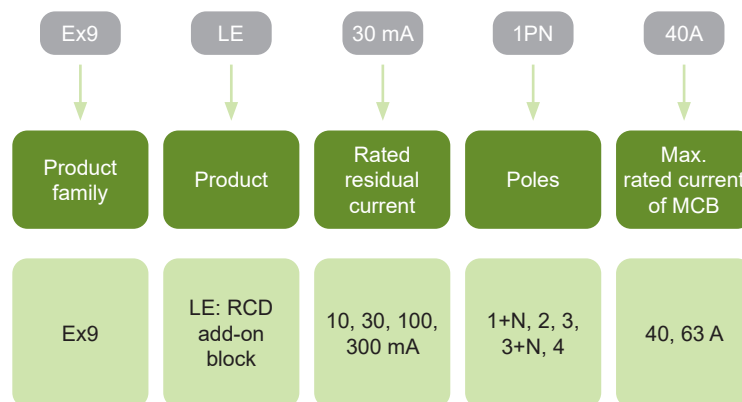 Ex9
LE
30 mA
1PN
40A
Product
family
Product
Rated
residual
current
Poles
Max.
rated current
of MCB
Ex9
LE: RCD
add-on
block
10, 30, 100,
300 mA
1+N, 2, 3,
3+N, 4
40, 63 A